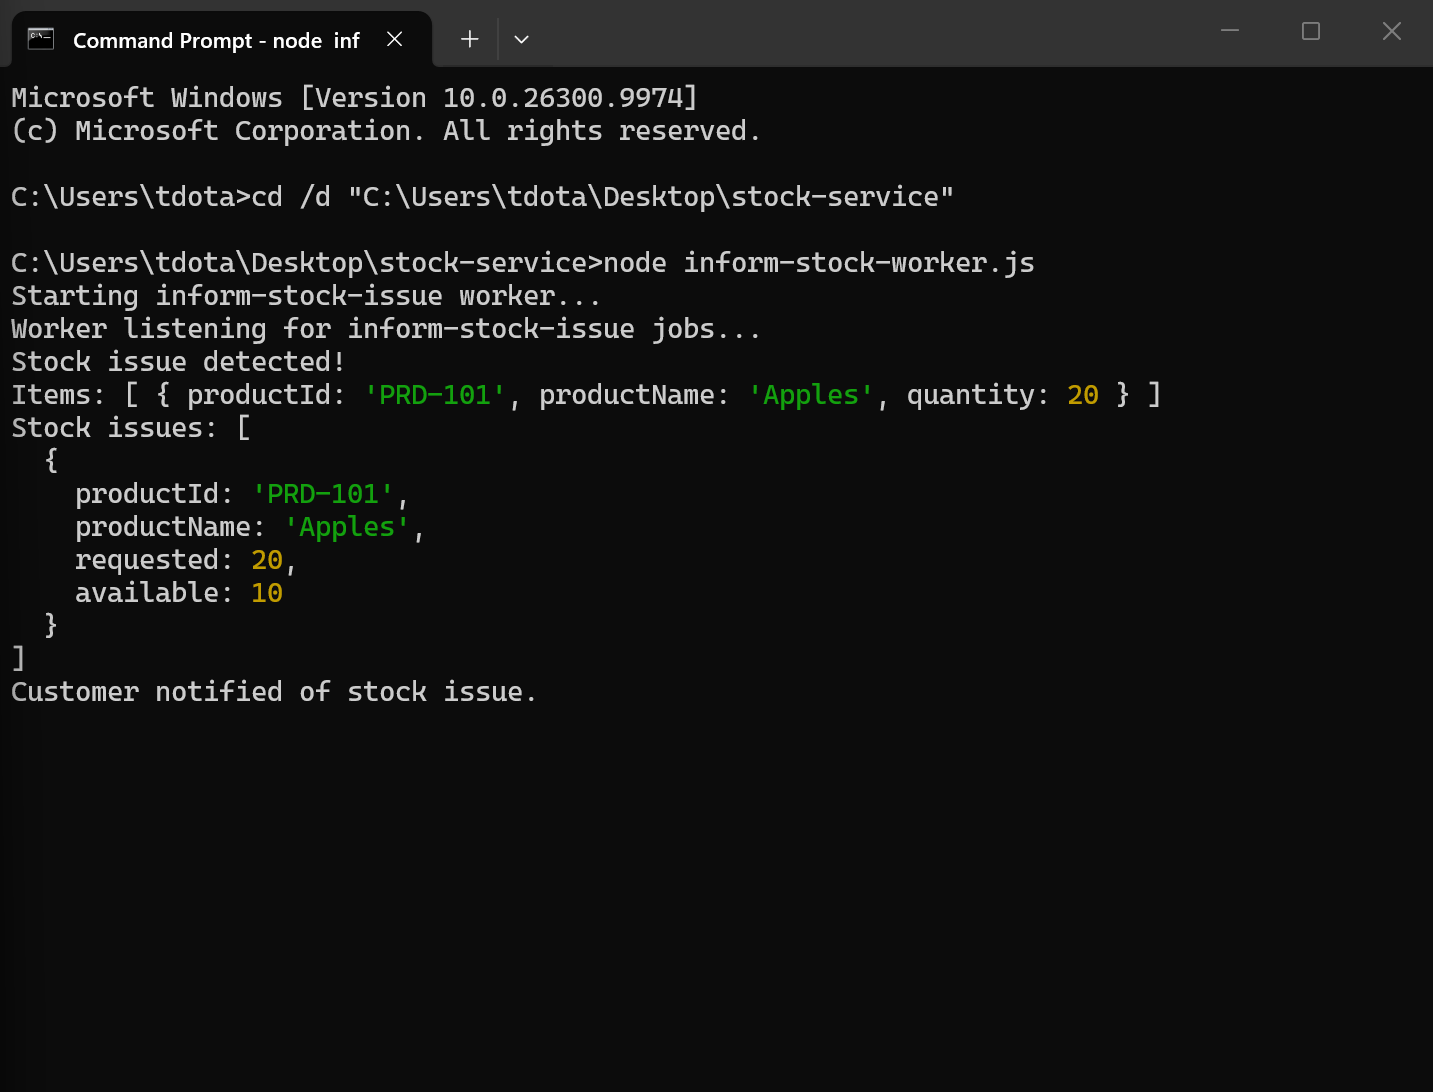 Command Prompt - node  inf
Microsoft Windows [Version 10.0.26300.9974]
(c) Microsoft Corporation. All rights reserved.
C:\Users\tdota>cd /d "C:\Users\tdota\Desktop\stock-service"
C:\Users\tdota\Desktop\stock-service>node inform-stock-worker.js
Starting inform-stock-issue worker...
Worker listening for inform-stock-issue jobs...
Stock issue detected!
Items: [ { productId: 'PRD-101', productName: 'Apples', quantity: 20 } ]
Stock issues: [
  {
    productId: 'PRD-101',
    productName: 'Apples',
    requested: 20,
    available: 10
  }
]
Customer notified of stock issue.